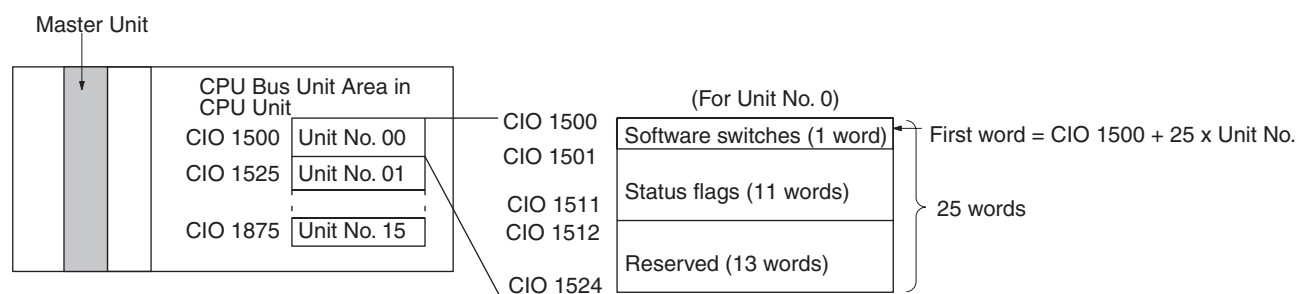 Master Unit
CPU Bus Unit Area in
CPU Unit
CIO 1500 Unit No. 00
CIO 1525 Unit No. 01
CIO 1875 Unit No. 15
(For Unit No. 0)
CIO 1500
Software switches (1 word)
First word = CIO 1500 + 25 x Unit No.
CIO 1501
Status flags (11 words)
CIO 1511
25 words
CIO 1512
Reserved (13 words)
CIO 1524